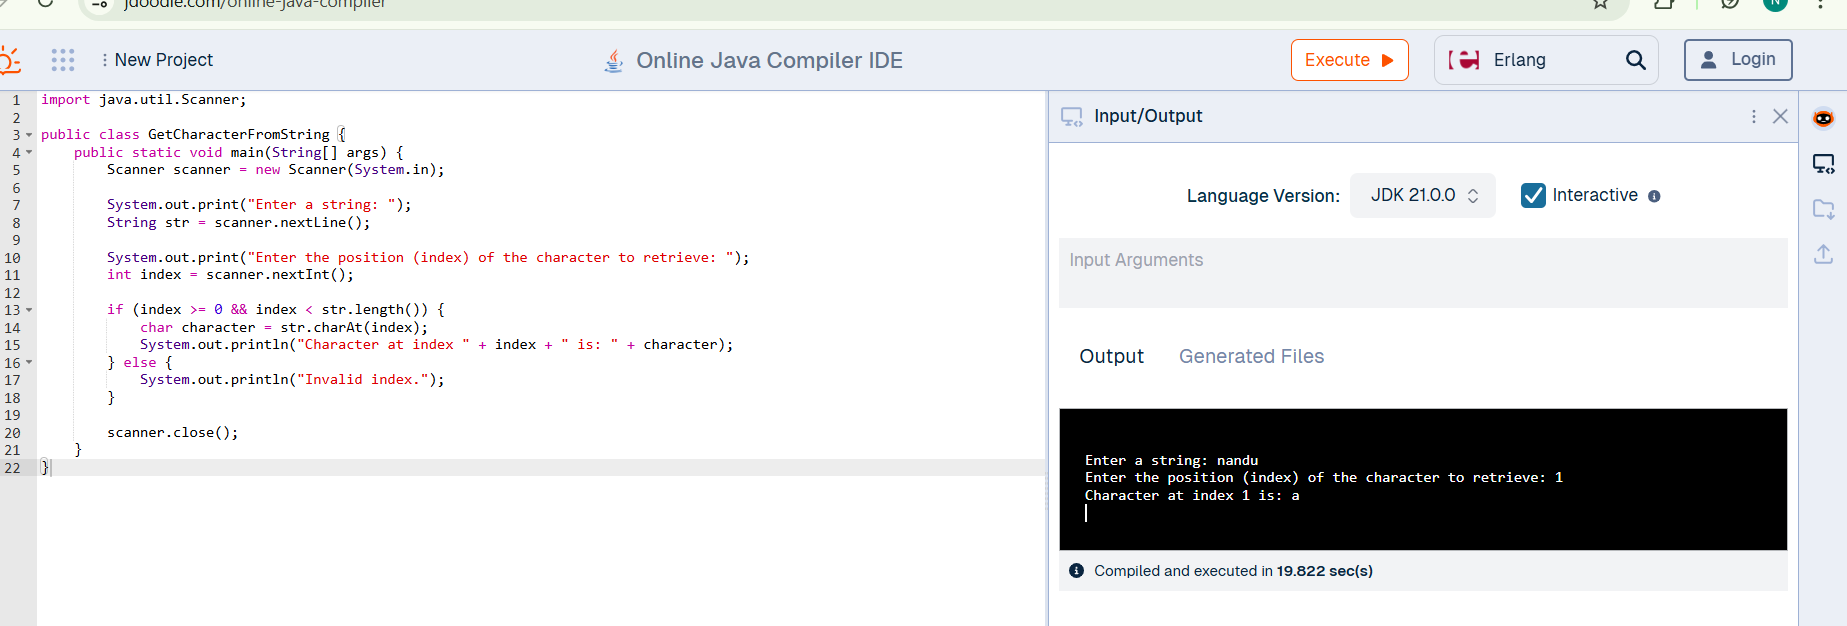 jdoodle.com/online-java-compiler
N
New Project
Online Java Compiler IDE
Execute
Erlang
Login
1 import java.util.Scanner;
2
3 public class GetCharacterFromString {
4     public static void main(String[] args) {
5         Scanner scanner = new Scanner(System.in);
6
7         System.out.print("Enter a string: ");
8         String str = scanner.nextLine();
9
10         System.out.print("Enter the position (index) of the character to retrieve: ");
11         int index = scanner.nextInt();
12
13         if (index >= 0 && index < str.length()) {
14             char character = str.charAt(index);
15             System.out.println("Character at index " + index + " is: " + character);
16         } else {
17             System.out.println("Invalid index.");
18         }
19
20         scanner.close();
21     }
22 }
Input/Output
Language Version: JDK 21.0.0 Interactive
Input Arguments
Output Generated Files
Enter a string: nandu
Enter the position (index) of the character to retrieve: 1
Character at index 1 is: a
Compiled and executed in 19.822 sec(s)